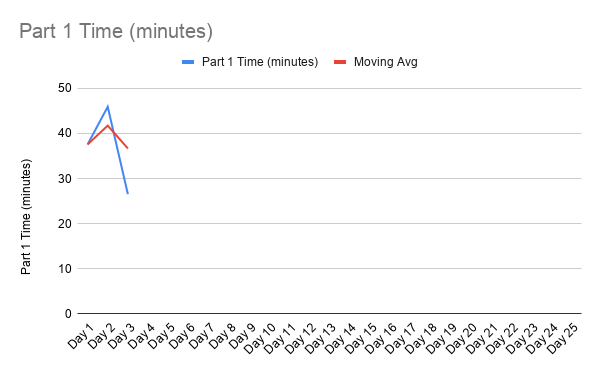 Part 1 Time (minutes)
Part 1 Time (minutes) Moving Avg
Part 1 Time (minutes)
50
40
30
20
10
0
Day 1 Day 2 Day 3 Day 4 Day 5 Day 6 Day 7 Day 8 Day 9 Day 10 Day 11 Day 12 Day 13 Day 14 Day 15 Day 16 Day 17 Day 18 Day 19 Day 20 Day 21 Day 22 Day 23 Day 24 Day 25